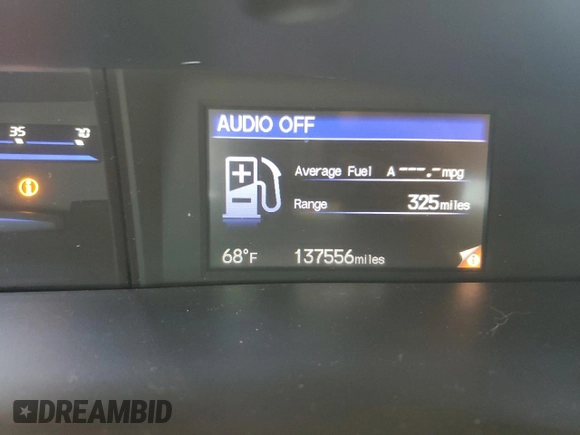 AUDIO OFF
35 70
Average Fuel A ---.- mpg
Range 325 miles
68°F 137556 miles
DREAMBID